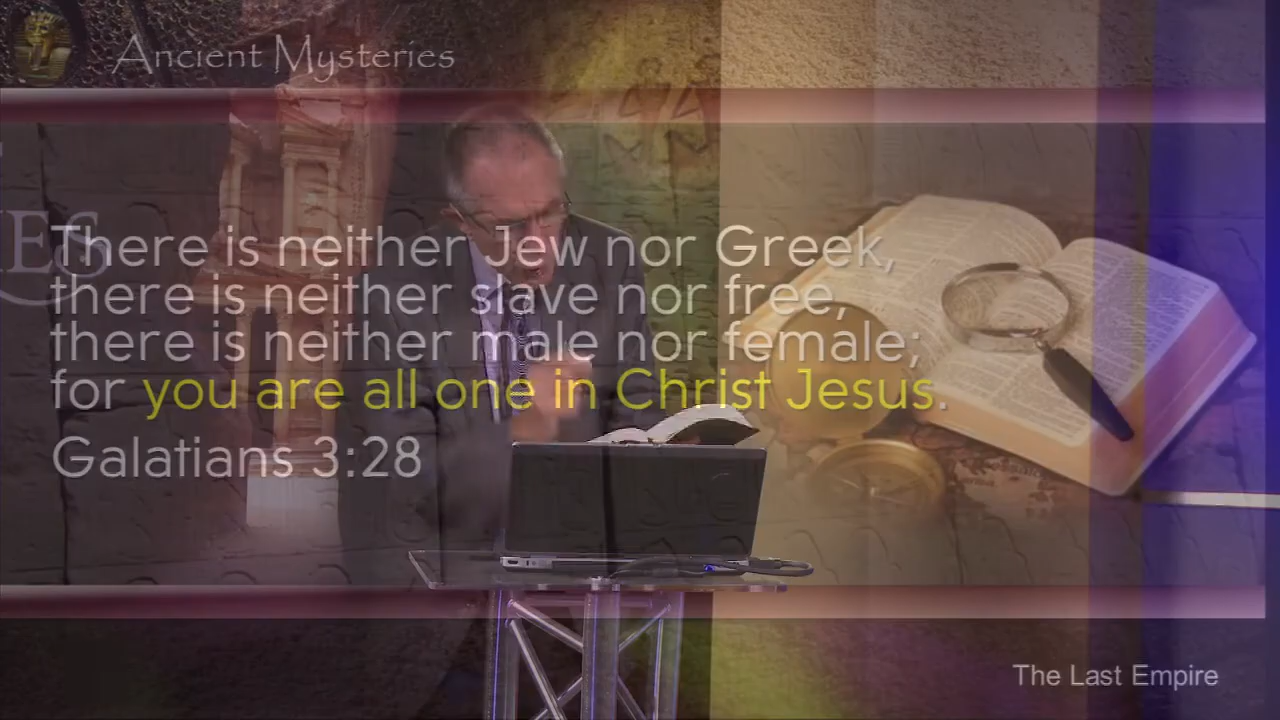 Ancient Mysteries
ES
There is neither Jew nor Greek,
there is neither slave nor free,
there is neither male nor female;
for you are all one in Christ Jesus.
Galatians 3:28
The Last Empire